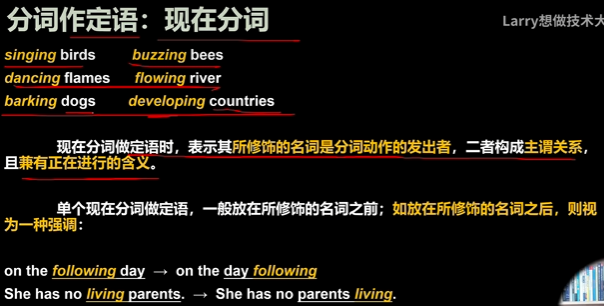 分词作定语：现在分词
Larry想做技术大
singing birds buzzing bees
dancing flames flowing river
barking dogs developing countries
现在分词做定语时，表示其所修饰的名词是分词动作的发出者，二者构成主谓关系，
且兼有正在进行的含义。
单个现在分词做定语，一般放在所修饰的名词之前；如放在所修饰的名词之后，则视
为一种强调：
on the following day → on the day following
She has no living parents. → She has no parents living.